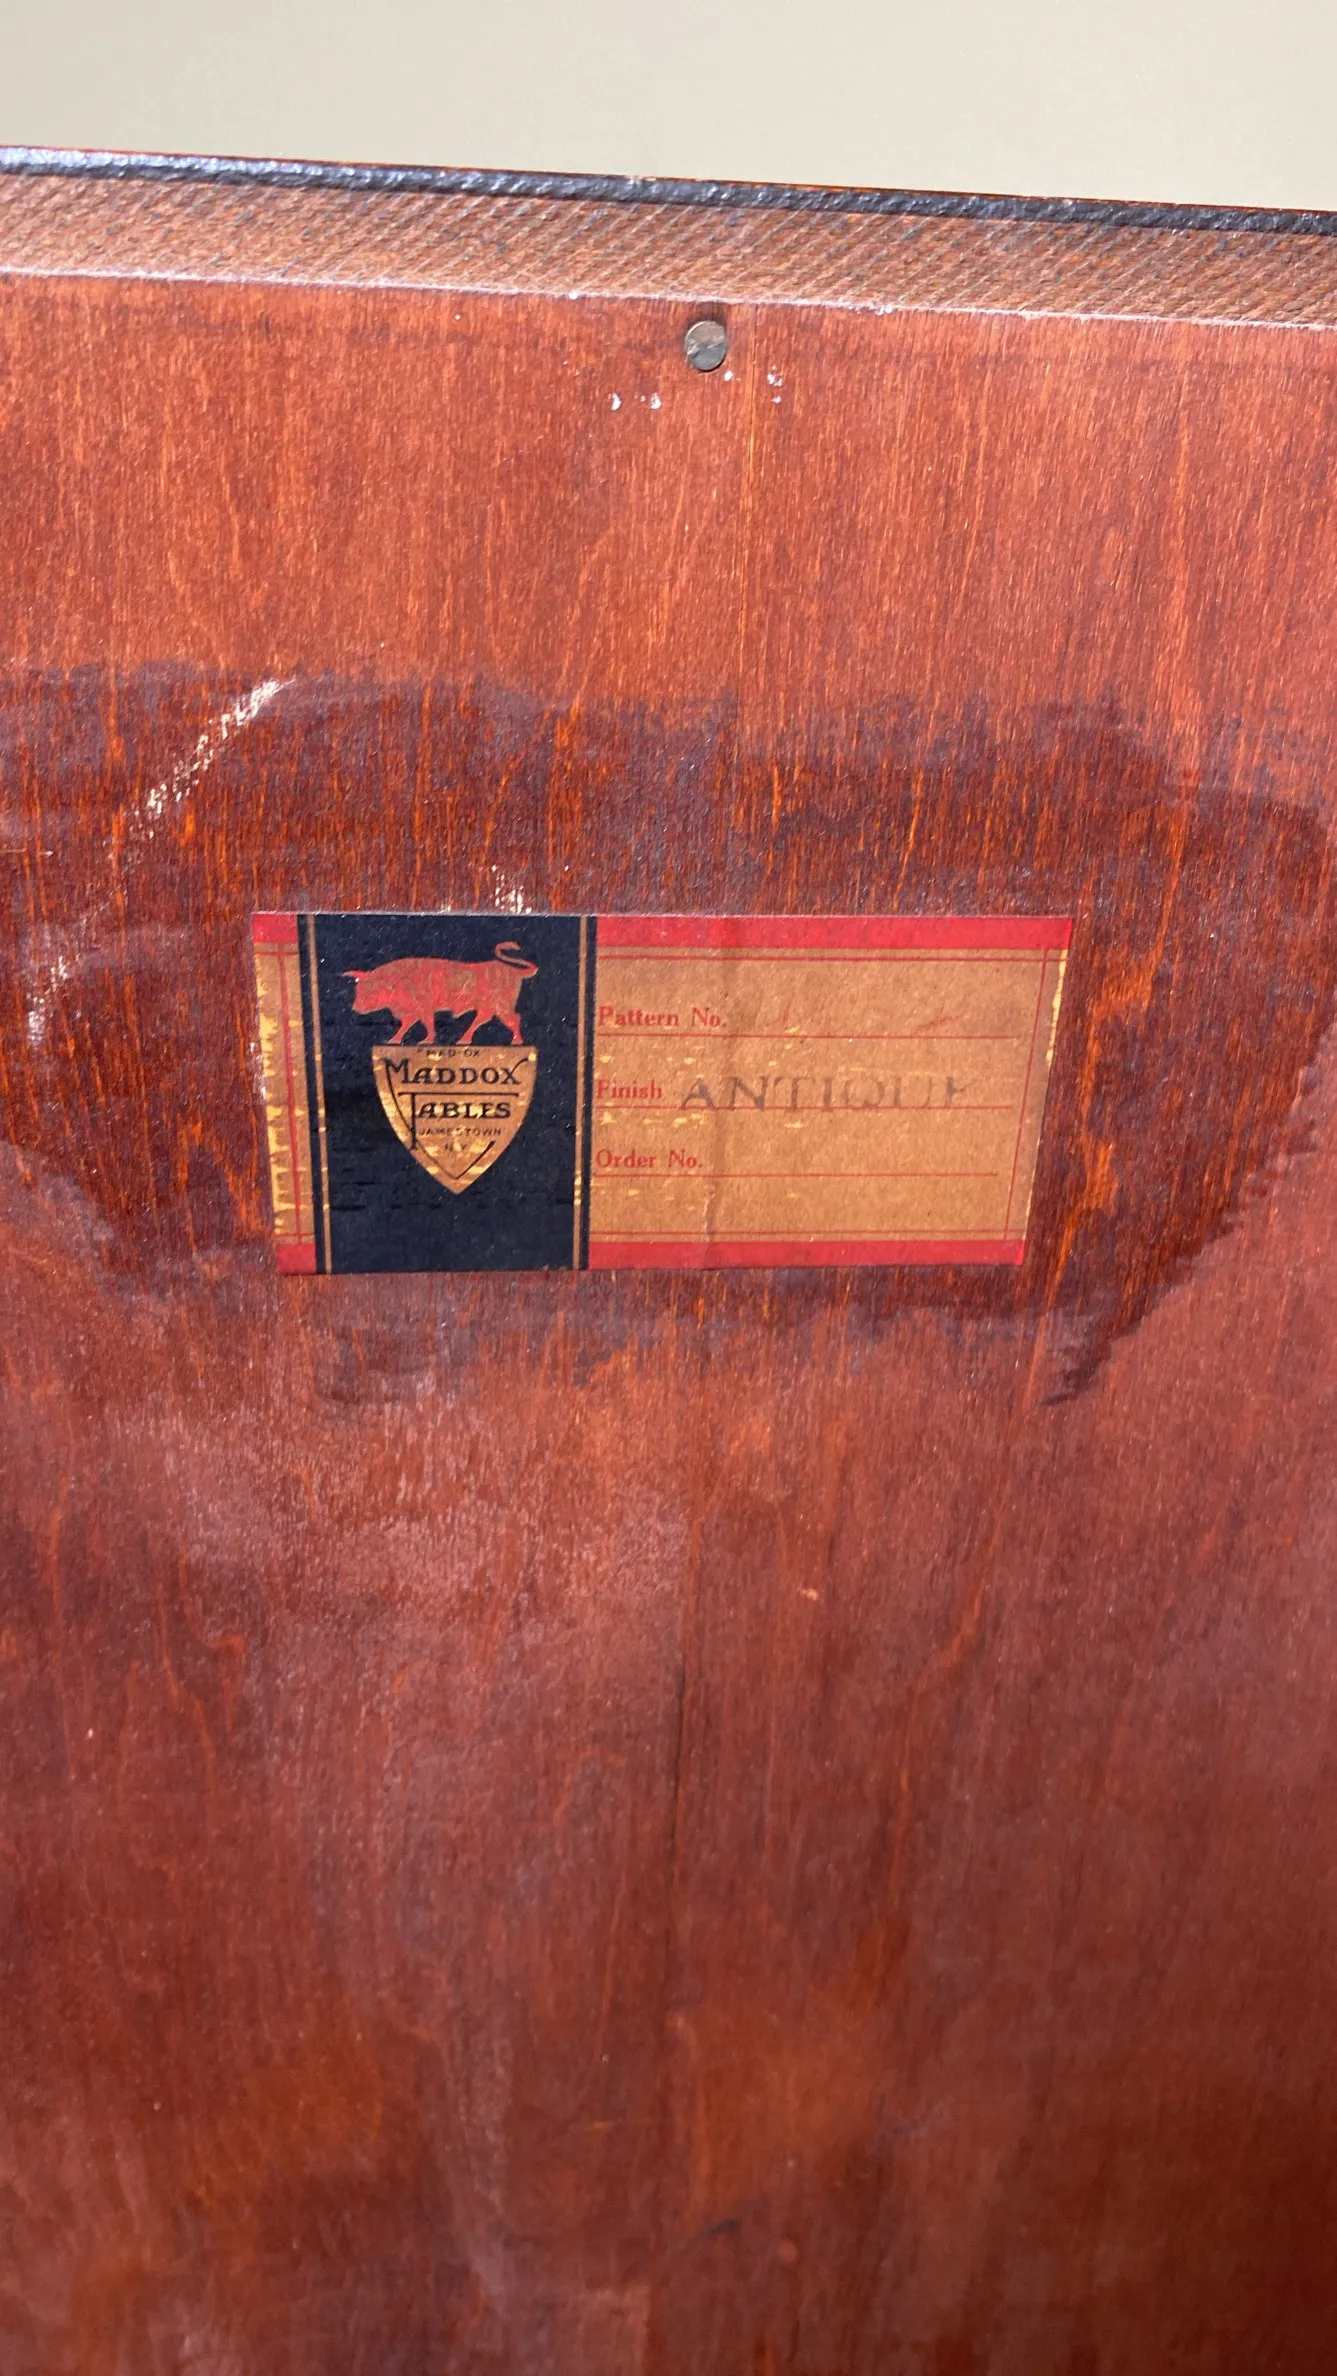 "MAD-OX"
MADDOX
TABLES
JAMESTOWN
N.Y.
Pattern No.
Finish ANTIQUE
Order No.